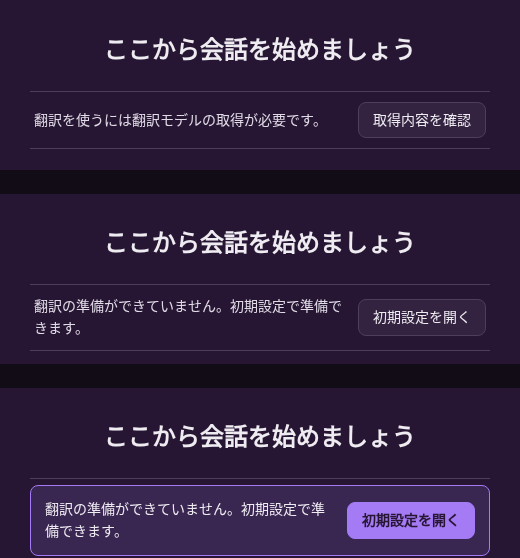 ここから会話を始めましょう
翻訳を使うには翻訳モデルの取得が必要です。
取得内容を確認
ここから会話を始めましょう
翻訳の準備ができていません。初期設定で準備で
きます。
初期設定を開く
ここから会話を始めましょう
翻訳の準備ができていません。初期設定で準
備できます。
初期設定を開く